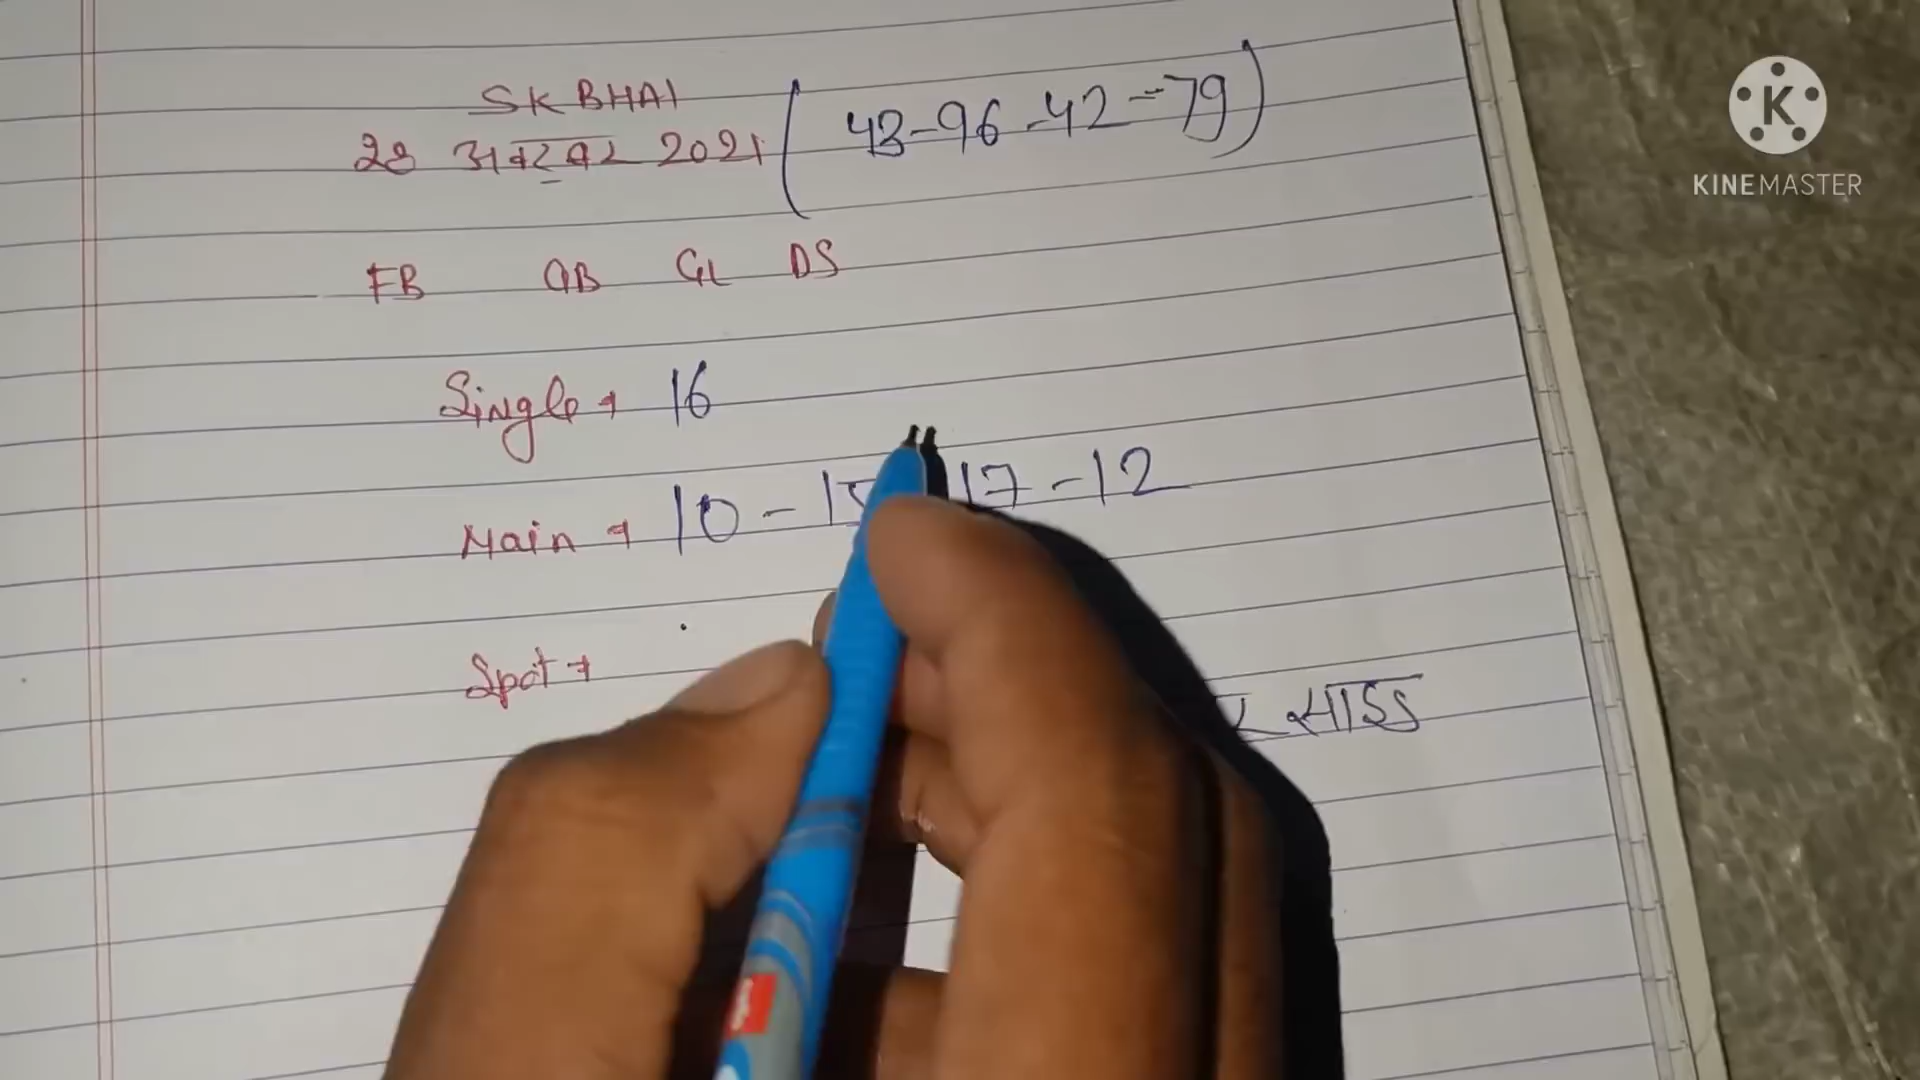 SK BHAI
28 अक्टूबर 2021 (43-96-42-79)
FB GB GL DS
Single → 16
Main → 10 - 15 17 - 12
Spot →
K
KINEMASTER